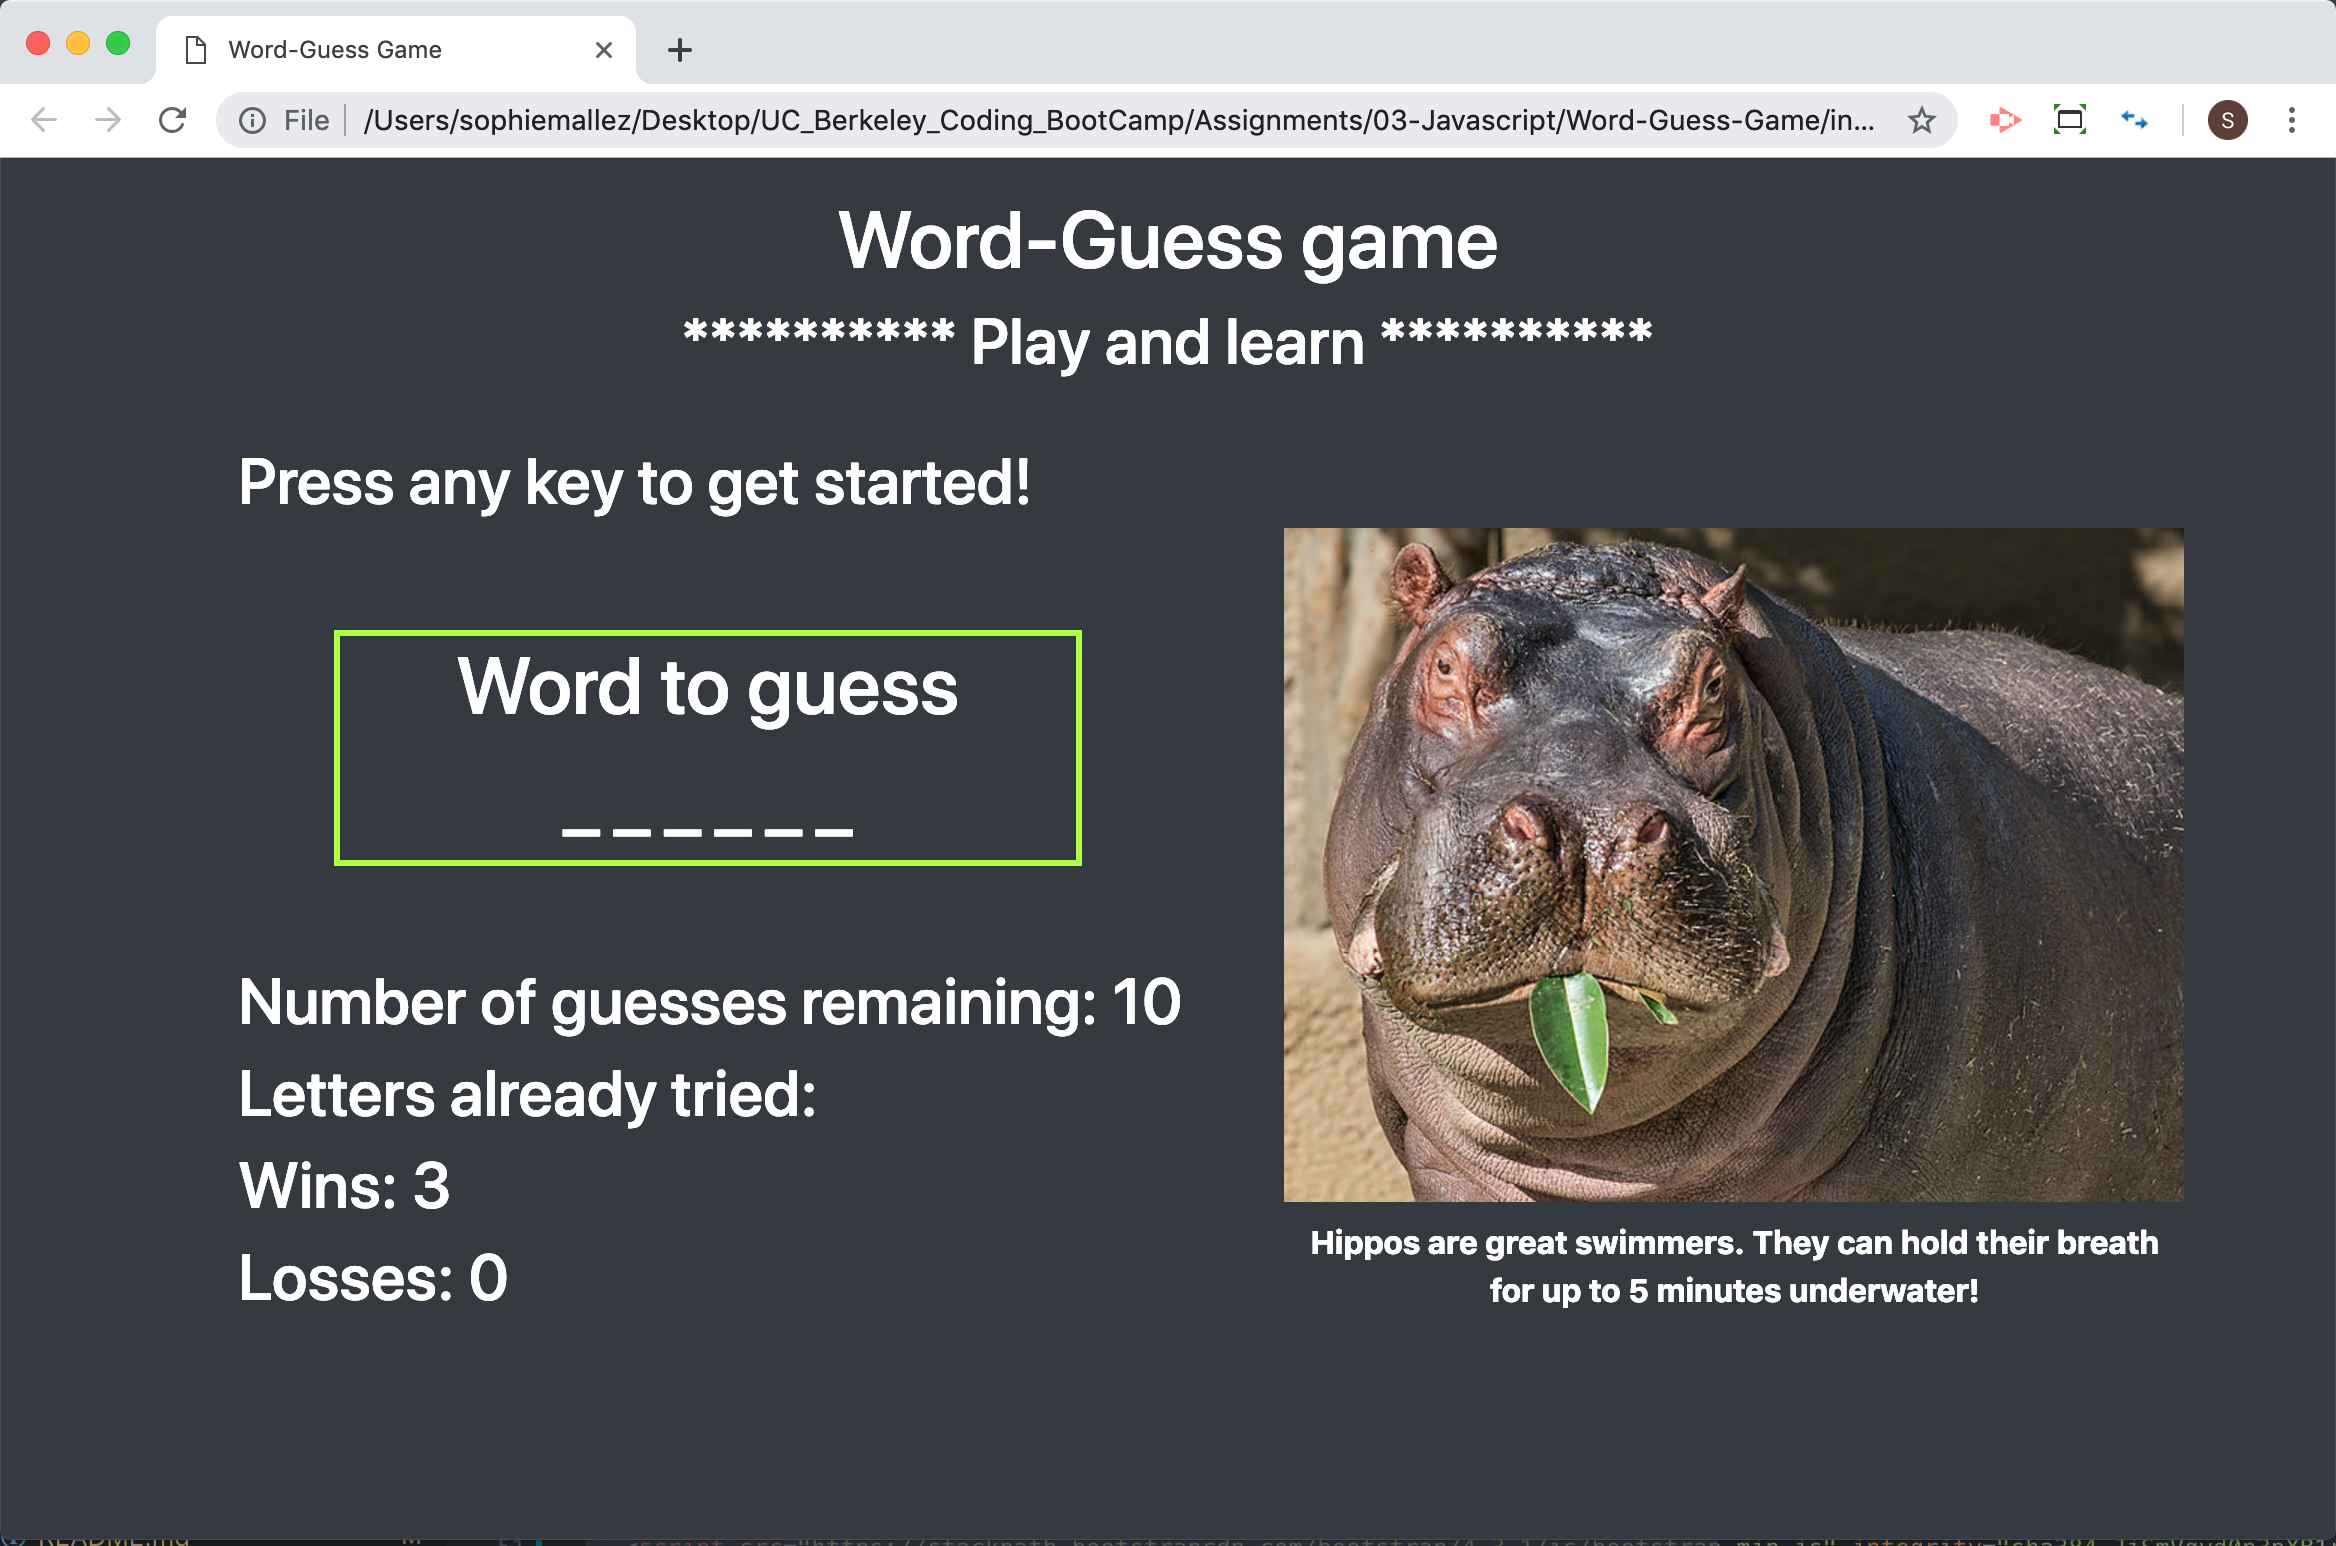 Word-Guess Game
File
/Users/sophiemallez/Desktop/UC_Berkeley_Coding_BootCamp/Assignments/03-Javascript/Word-Guess-Game/in...
S
Word-Guess game
********** Play and learn **********
Press any key to get started!
Word to guess
_ _ _ _ _ _
Number of guesses remaining: 10
Letters already tried:
Wins: 3
Losses: 0
Hippos are great swimmers. They can hold their breath
for up to 5 minutes underwater!